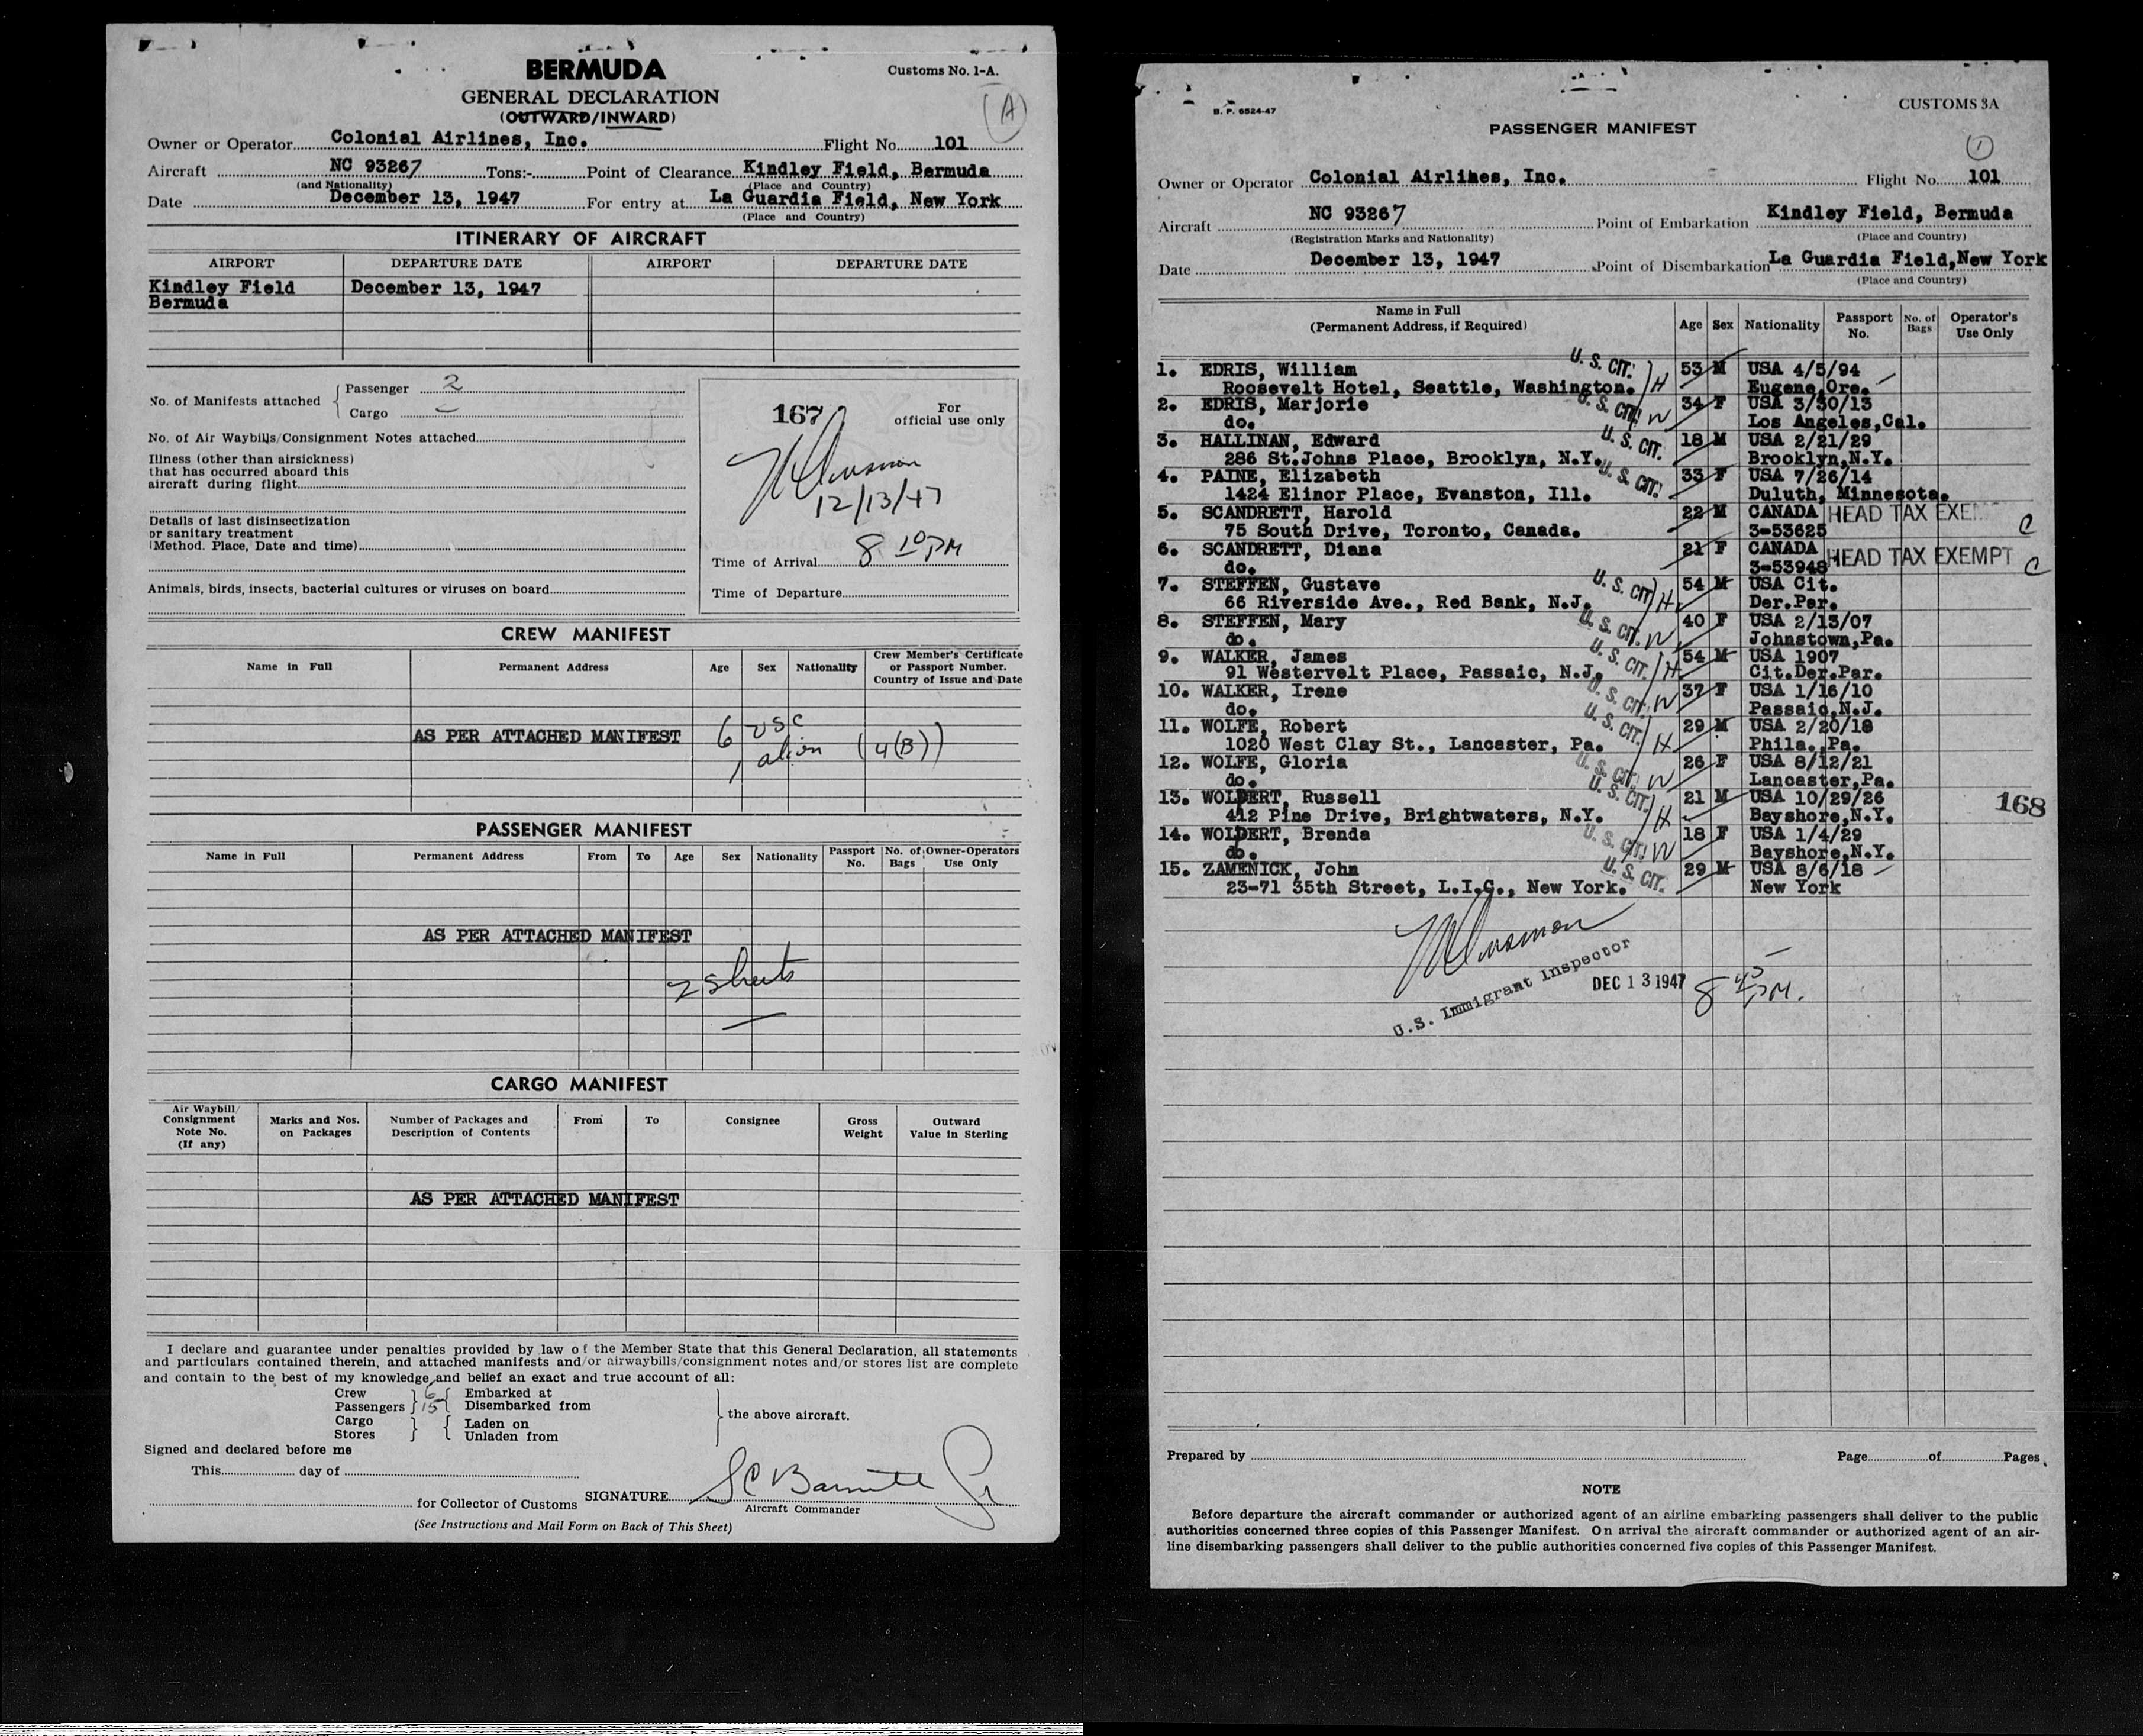 BERMUDA
Customs No. 1-A.
GENERAL DECLARATION
(OUTWARD/INWARD)
(A)
Owner or Operator Colonial Airlines, Inc. Flight No. 101
Aircraft NC 93267 Tons:- Point of Clearance Kindley Field, Bermuda
(and Nationality) (Place and Country)
Date December 13, 1947 For entry at La Guardia Field, New York
(Place and Country)
ITINERARY OF AIRCRAFT
AIRPORT DEPARTURE DATE AIRPORT DEPARTURE DATE
Kindley Field December 13, 1947
Bermuda
No. of Manifests attached
Passenger 2
Cargo
No. of Air Waybills/Consignment Notes attached
Illness (other than airsickness)
that has occurred aboard this
aircraft during flight
Details of last disinsectization
or sanitary treatment
(Method. Place, Date and time)
Animals, birds, insects, bacterial cultures or viruses on board
167
For
official use only
12/13/47
Time of Arrival 8 10 PM
Time of Departure
CREW MANIFEST
Name in Full Permanent Address Age Sex Nationality Crew Member's Certificate
or Passport Number.
Country of Issue and Date
AS PER ATTACHED MANIFEST
6 USC
1 alien (4(B))
PASSENGER MANIFEST
Name in Full Permanent Address From To Age Sex Nationality Passport No. No. of Bags Owner-Operators Use Only
AS PER ATTACHED MANIFEST
2 sheets
CARGO MANIFEST
Air Waybill/
Consignment
Note No.
(If any)
Marks and Nos.
on Packages
Number of Packages and
Description of Contents
From
To
Consignee
Gross
Weight
Outward
Value in Sterling
AS PER ATTACHED MANIFEST
I declare and guarantee under penalties provided by law of the Member State that this General Declaration, all statements
and particulars contained therein, and attached manifests and/or airwaybills/consignment notes and/or stores list are complete
and contain to the best of my knowledge and belief an exact and true account of all:
Crew 6 Embarked at
Passengers 15 Disembarked from
Cargo Laden on
Stores Unladen from
the above aircraft.
Signed and declared before me
This day of
for Collector of Customs
SIGNATURE
Aircraft Commander
(See Instructions and Mail Form on Back of This Sheet)
B. P. 6524-47
CUSTOMS 3A
PASSENGER MANIFEST
1
Owner or Operator Colonial Airlines, Inc. Flight No. 101
Aircraft NC 93267 Point of Embarkation Kindley Field, Bermuda
(Registration Marks and Nationality) (Place and Country)
Date December 13, 1947 Point of Disembarkation La Guardia Field,New York
(Place and Country)
Name in Full
(Permanent Address, if Required)
Age Sex Nationality Passport No. No. of Bags Operator's Use Only
1. EDRIS, William U. S. CIT. H 53 M USA 4/5/94
Roosevelt Hotel, Seattle, Washington. Eugene,Ore.
2. EDRIS, Marjorie U. S. CIT. W 34 F USA 3/30/13
do. Los Angeles,Cal.
3. HALLINAN, Edward U. S. CIT. 18 M USA 2/21/29
286 St.Johns Place, Brooklyn, N.Y. Brooklyn,N.Y.
4. PAINE, Elizabeth U. S. CIT. 33 F USA 7/26/14
1424 Elinor Place, Evanston, Ill. Duluth, Minnesota.
5. SCANDRETT, Harold 22 M CANADA HEAD TAX EXEM C
75 South Drive, Toronto, Canada. 3-53625
6. SCANDRETT, Diana 21 F CANADA HEAD TAX EXEMPT C
do. 3-53948
7. STEFFEN, Gustave U. S. CIT. H 54 M USA Cit.
66 Riverside Ave., Red Bank, N.J. Der.Par.
8. STEFFEN, Mary U. S. CIT. W 40 F USA 2/13/07
do. Johnstown,Pa.
9. WALKER, James U. S. CIT. H 54 M USA 1907
91 Westervelt Place, Passaic, N.J. Cit.Der.Par.
10. WALKER, Irene U. S. CIT. W 37 F USA 1/16/10
do. Passaic,N.J.
11. WOLFE, Robert U. S. CIT. H 29 M USA 2/20/18
1020 West Clay St., Lancaster, Pa. Phila.,Pa.
12. WOLFE, Gloria U. S. CIT. W 26 F USA 8/12/21
do. Lancaster,Pa.
13. WOLPERT, Russell U. S. CIT. H 21 M USA 10/29/26
412 Pine Drive, Brightwaters, N.Y. Bayshore,N.Y.
168
14. WOLPERT, Brenda U. S. CIT. W 18 F USA 1/4/29
do. Bayshore,N.Y.
15. ZAMENICK, John U. S. CIT. 29 M USA 8/6/18
23-71 35th Street, L.I.C., New York. New York
U.S. Immigrant Inspector
DEC 13 1947 8 45 PM.
Prepared by Page of Pages
NOTE
Before departure the aircraft commander or authorized agent of an airline embarking passengers shall deliver to the public
authorities concerned three copies of this Passenger Manifest. On arrival the aircraft commander or authorized agent of an air-
line disembarking passengers shall deliver to the public authorities concerned five copies of this Passenger Manifest.